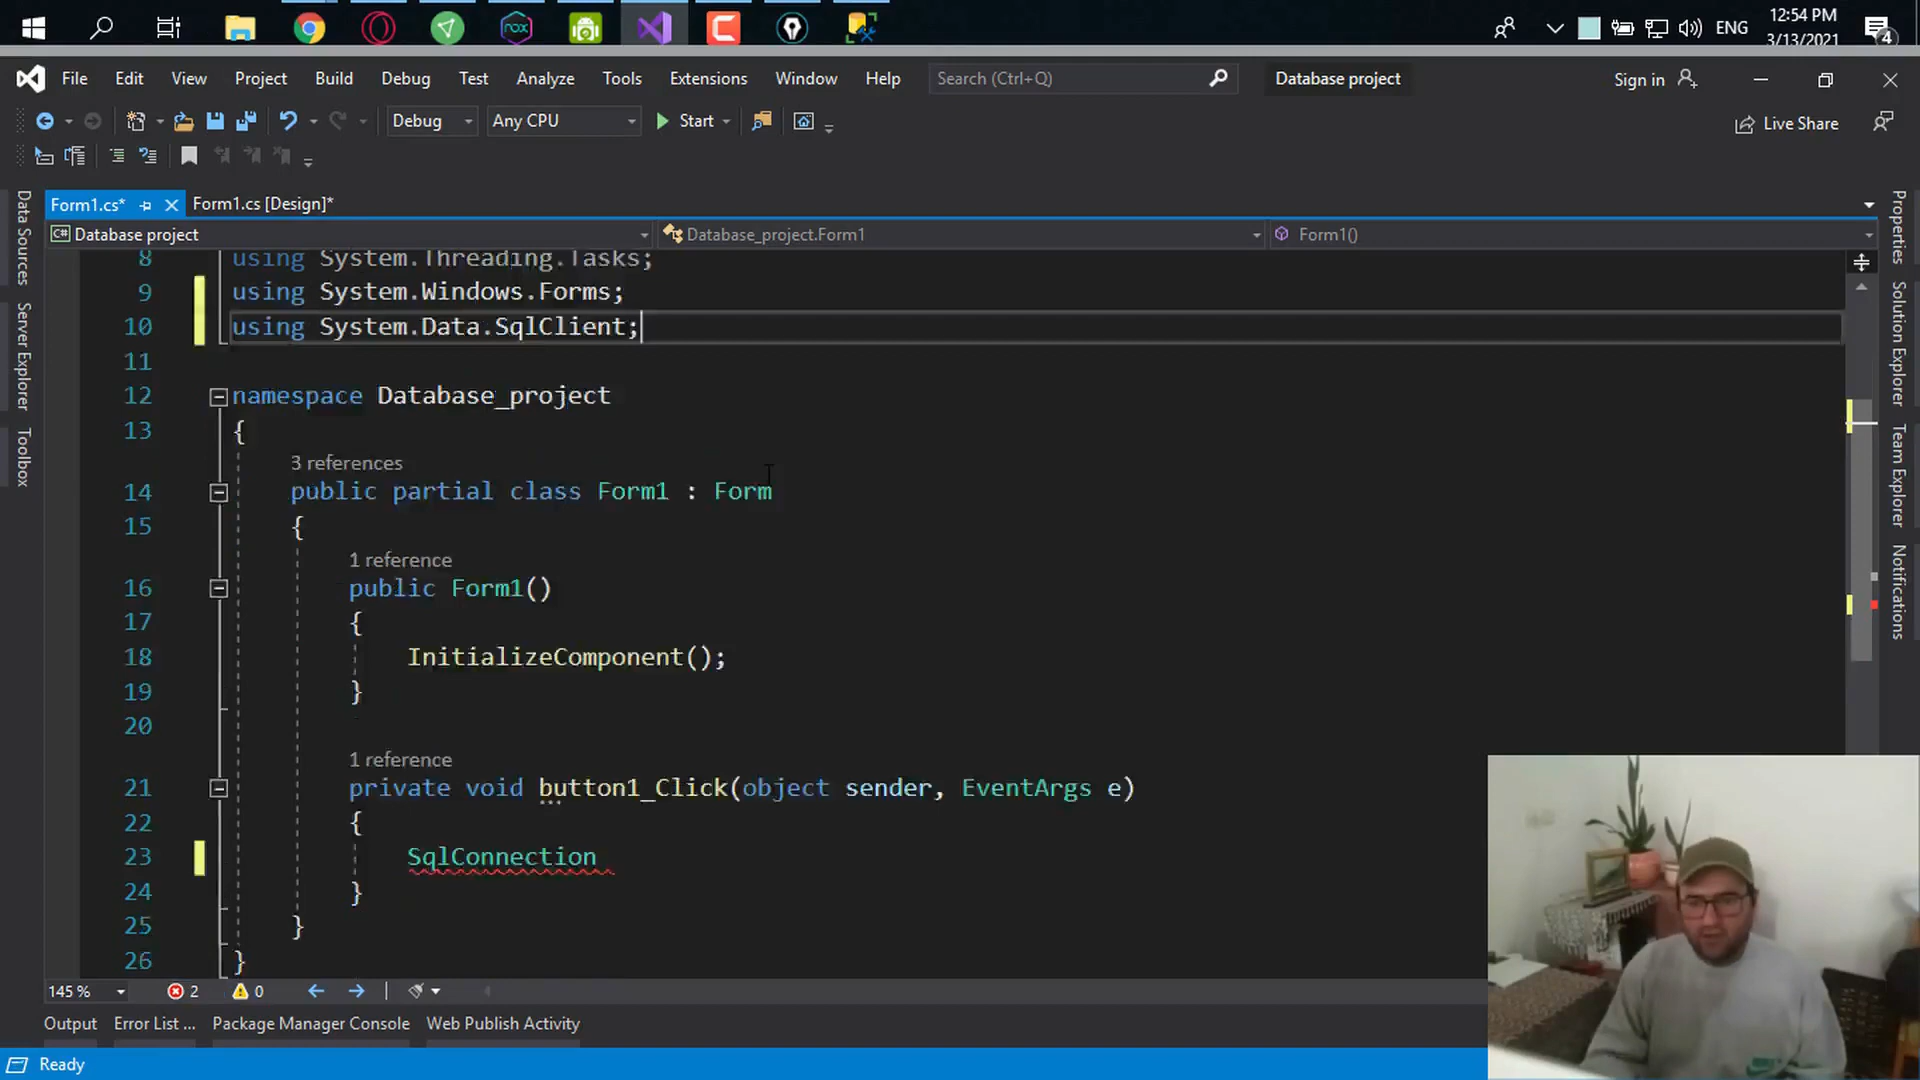 ENG
12:54 PM
3/13/2021
4
File Edit View Project Build Debug Test Analyze Tools Extensions Window Help Search (Ctrl+Q) Database project Sign in
Debug Any CPU Start Live Share
Form1.cs* Form1.cs [Design]*
C# Database project Database_project.Form1 Form1()
8 using System.Threading.Tasks;
9 using System.Windows.Forms;
10 using System.Data.SqlClient;
11
12 namespace Database_project
13 {
3 references
14 public partial class Form1 : Form
15 {
1 reference
16 public Form1()
17 {
18 InitializeComponent();
19 }
20
1 reference
21 private void button1_Click(object sender, EventArgs e)
22 {
23 SqlConnection
24 }
25 }
26 }
145 % 2 0
Output Error List ... Package Manager Console Web Publish Activity
Ready
Data Sources
Server Explorer
Toolbox
Properties
Solution Explorer
Team Explorer
Notifications
nox